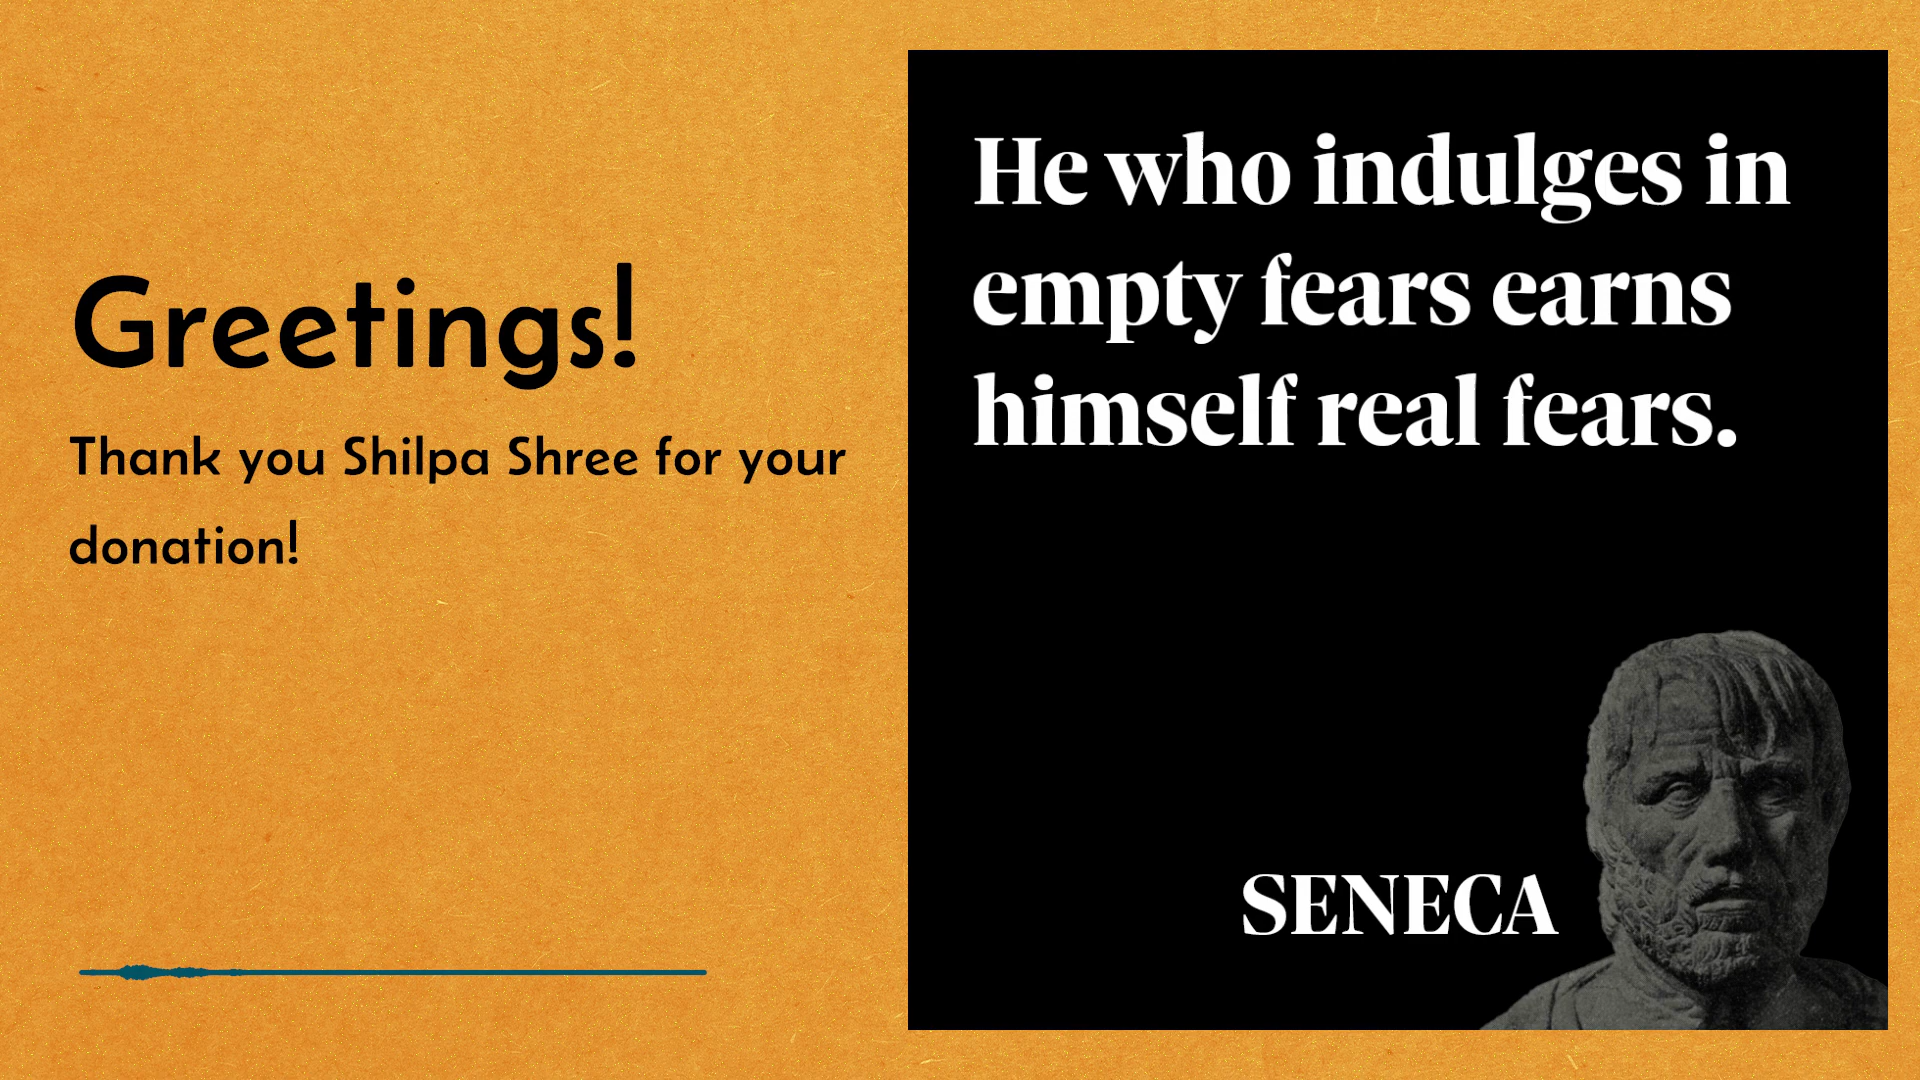 Greetings!
Thank you Shilpa Shree for your
donation!
He who indulges in
empty fears earns
himself real fears.
SENECA